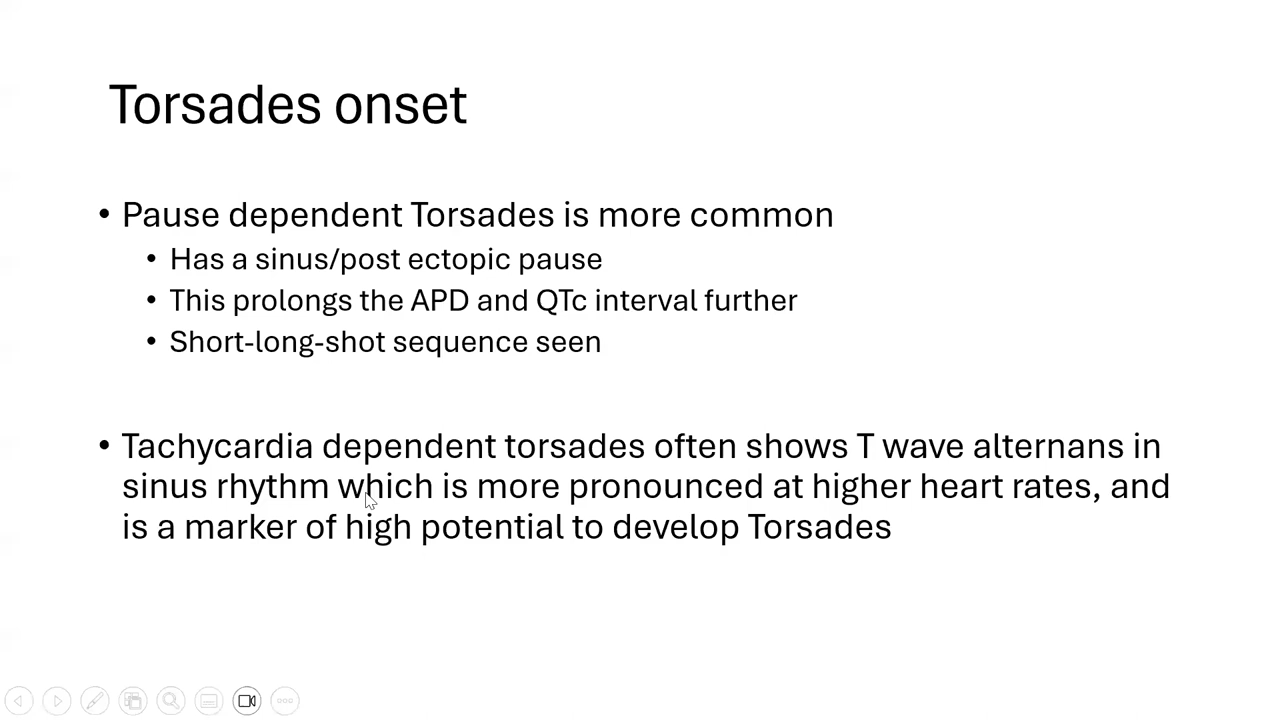 Torsades onset
• Pause dependent Torsades is more common
• Has a sinus/post ectopic pause
• This prolongs the APD and QTc interval further
• Short-long-shot sequence seen
• Tachycardia dependent torsades often shows T wave alternans in
sinus rhythm which is more pronounced at higher heart rates, and
is a marker of high potential to develop Torsades